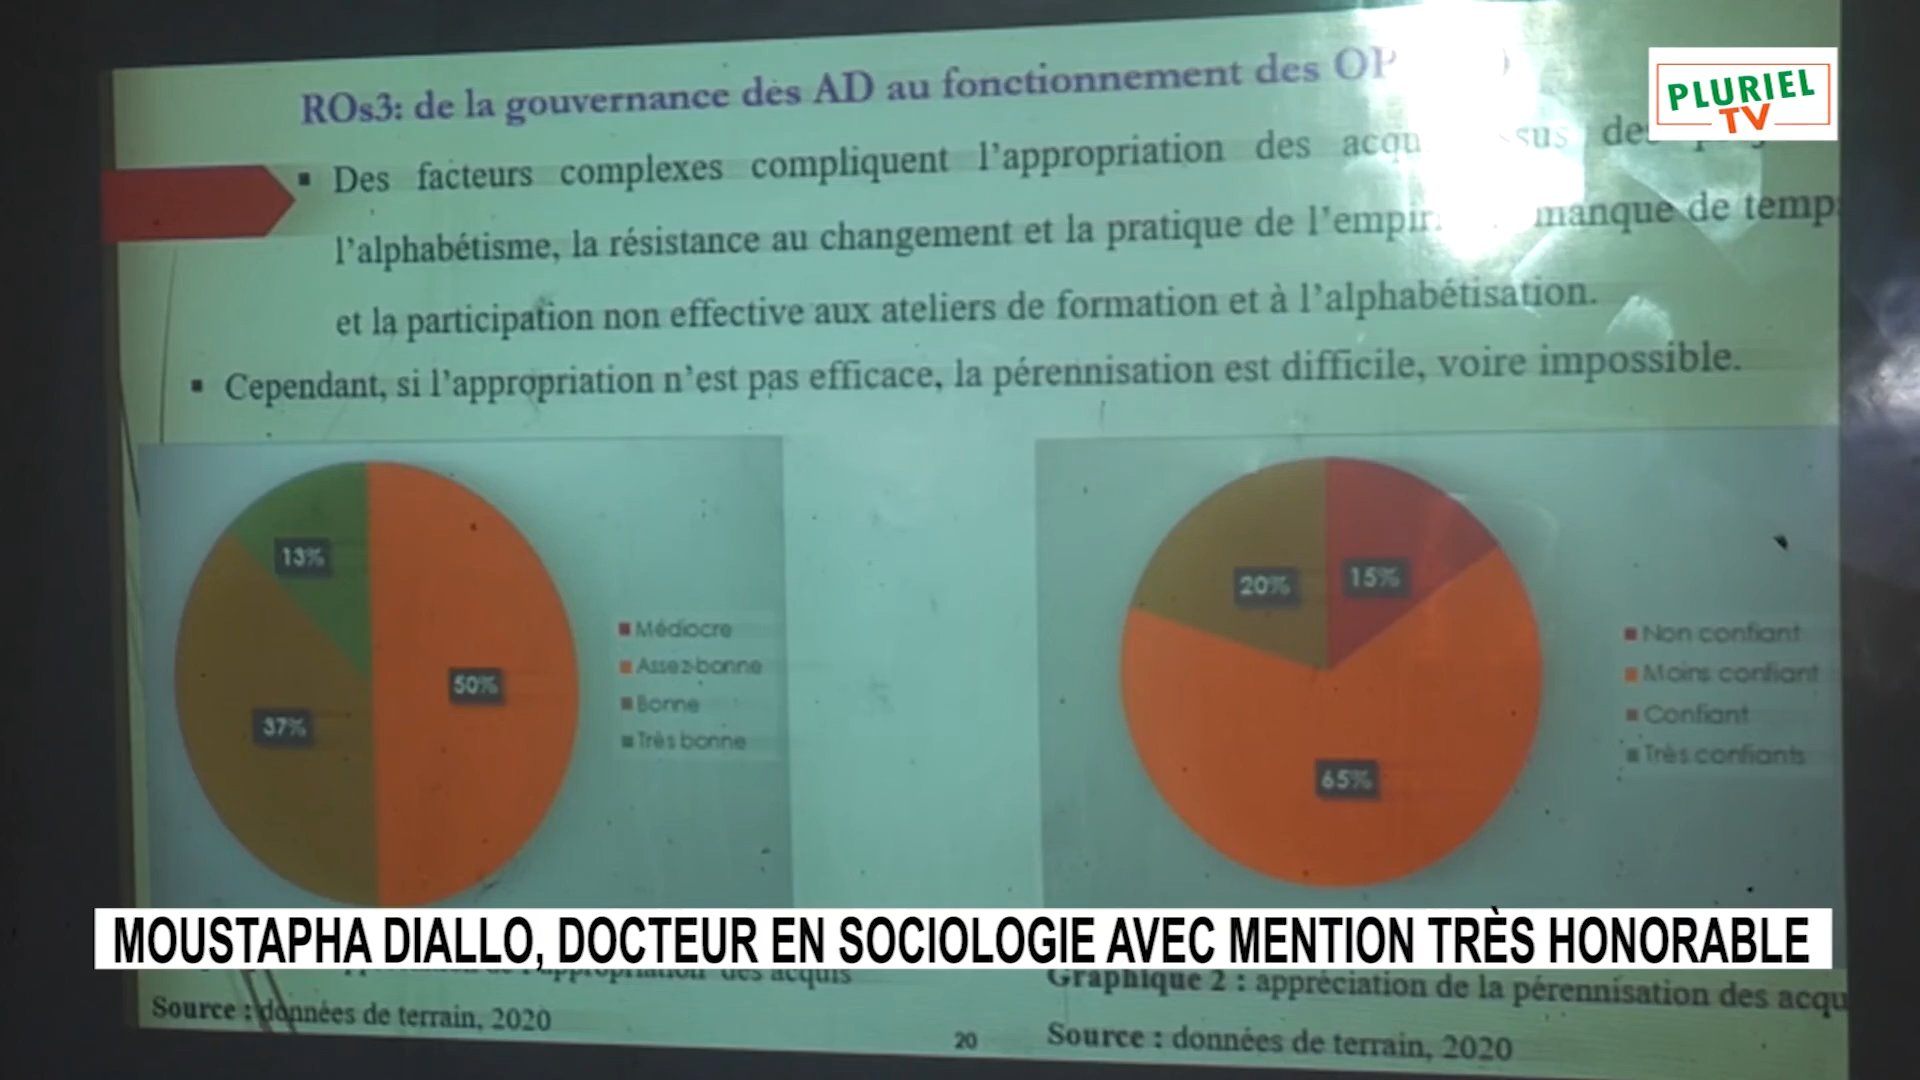 ROs3: de la gouvernance des AD au fonctionnement des OP
PLURIEL
TV
▪ Des facteurs complexes compliquent l'appropriation des des
l'alphabétisme, la résistance au changement et la pratique de manque de temps
et la participation non effective aux ateliers de formation et à l'alphabétisation.
▪ Cependant, si l'appropriation n'est pas efficace, la pérennisation est difficile, voire impossible.
13%
50%
37%
Médiocre
Assez-bonne
Bonne
Très bonne
20%
15%
65%
Non confiant
Moins confiant
Confiant
Très confiants
MOUSTAPHA DIALLO, DOCTEUR EN SOCIOLOGIE AVEC MENTION TRÈS HONORABLE
l'appropriation des acquis
Source : données de terrain, 2020
20
Graphique 2 : appréciation de la pérennisation des acqu
Source : données de terrain, 2020